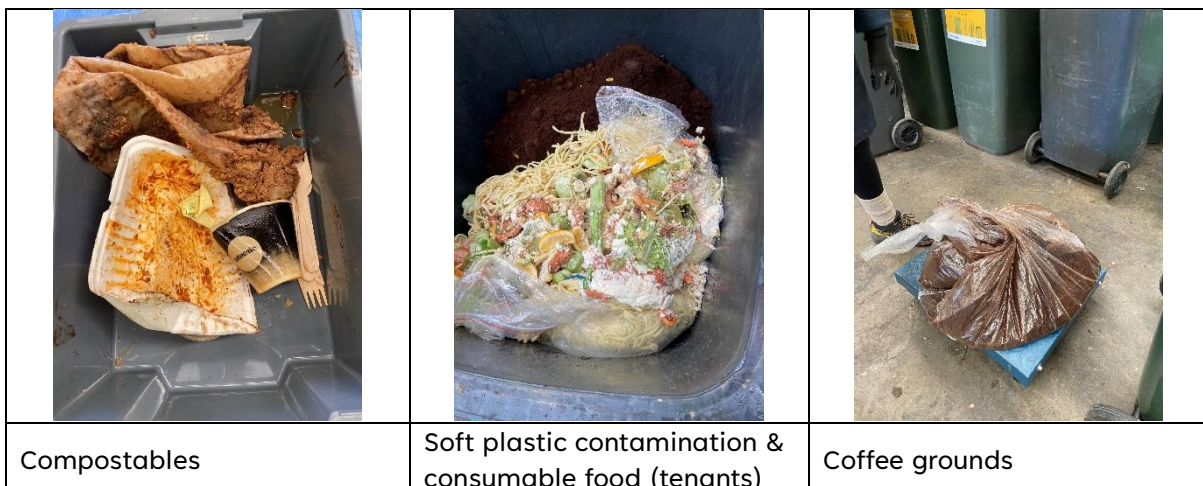 Compostables
Soft plastic contamination &
consumable food (tenants)
Coffee grounds